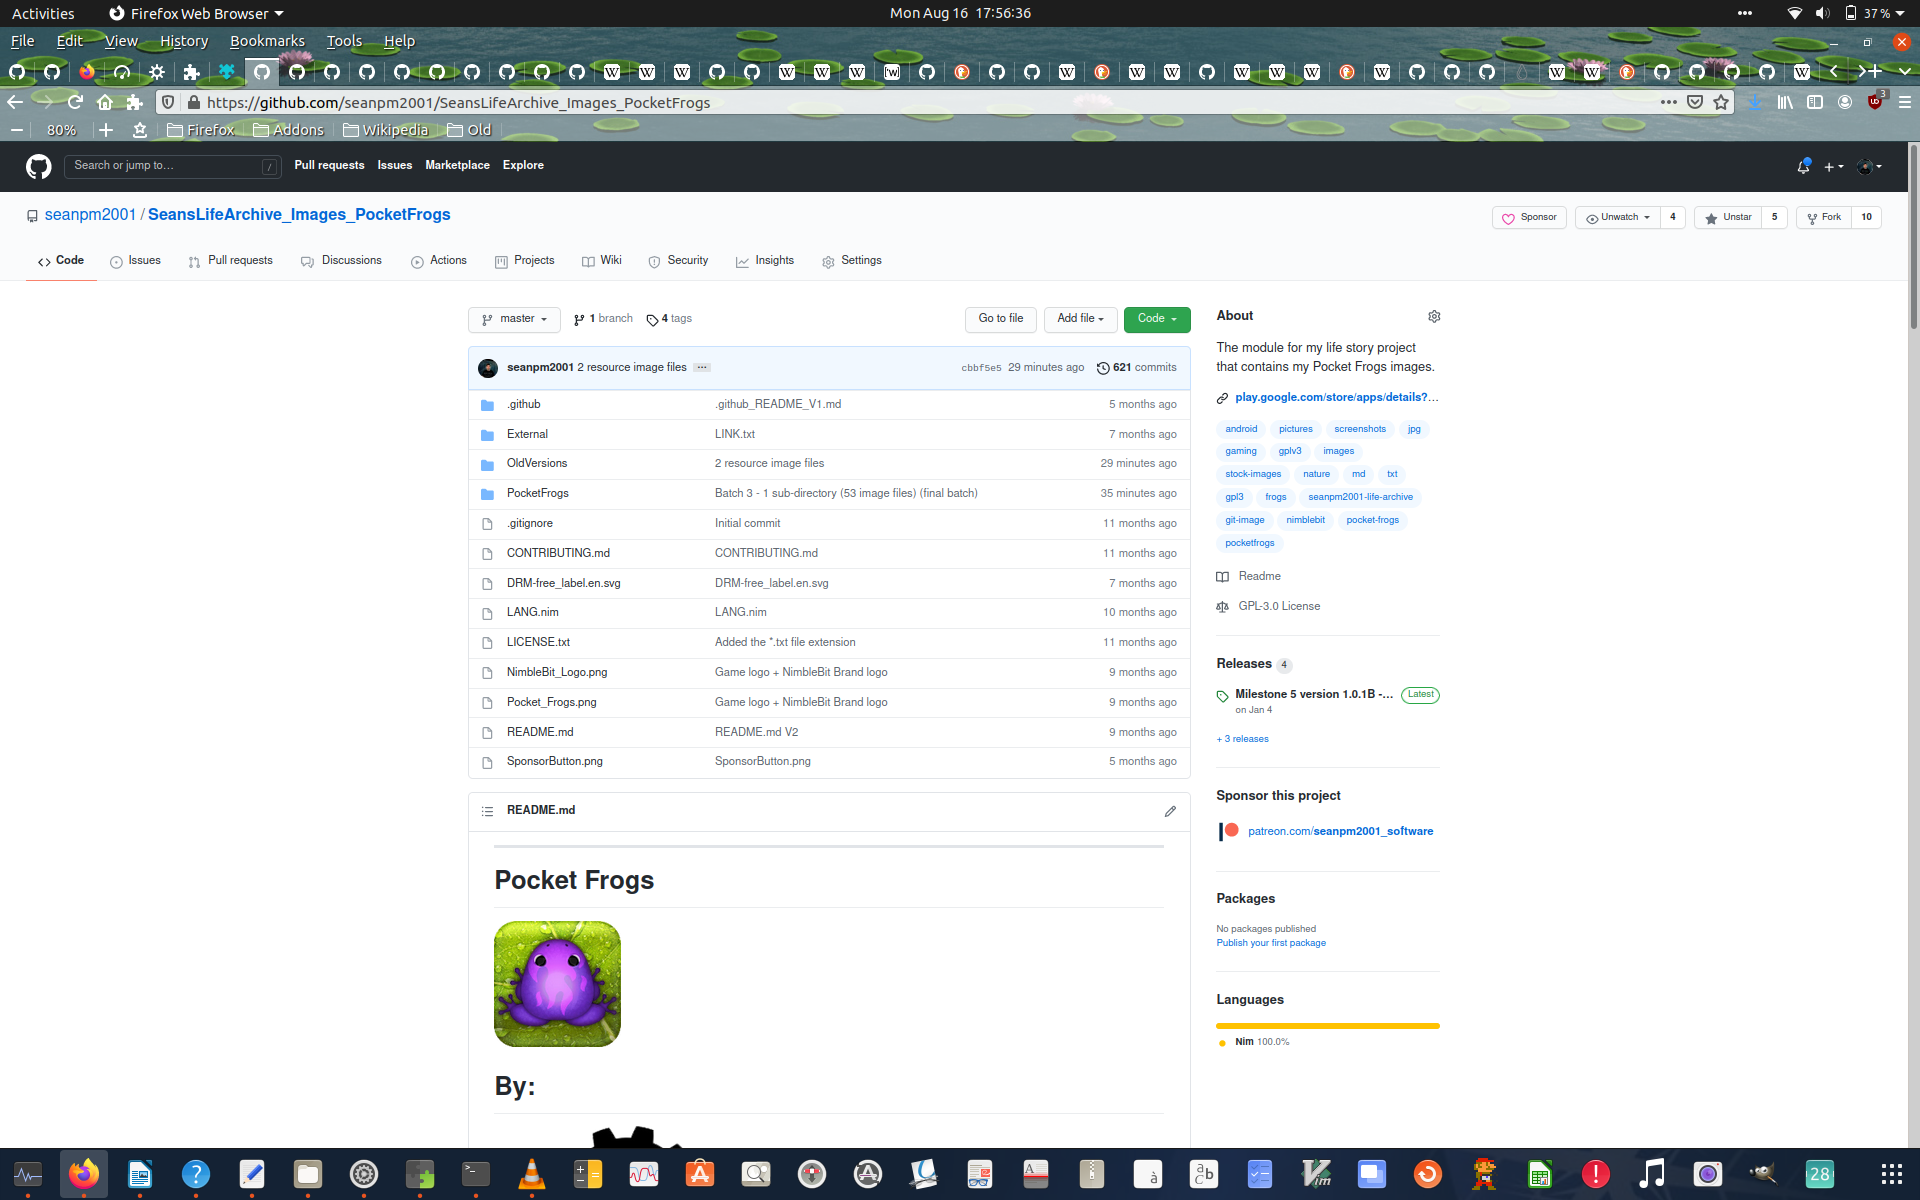 Activities Firefox Web Browser Mon Aug 16 17:56:36 37 %
File Edit View History Bookmarks Tools Help
https://github.com/seanpm2001/SeansLifeArchive_Images_PocketFrogs 3
80% Firefox Addons Wikipedia Old
Search or jump to... / Pull requests Issues Marketplace Explore
seanpm2001 / SeansLifeArchive_Images_PocketFrogs Sponsor Unwatch 4 Unstar 5 Fork 10
Code Issues Pull requests Discussions Actions Projects Wiki Security Insights Settings
master 1 branch 4 tags Go to file Add file Code
seanpm2001 2 resource image files ... cbbf5e5 29 minutes ago 621 commits
.github .github_README_V1.md 5 months ago
External LINK.txt 7 months ago
OldVersions 2 resource image files 29 minutes ago
PocketFrogs Batch 3 - 1 sub-directory (53 image files) (final batch) 35 minutes ago
.gitignore Initial commit 11 months ago
CONTRIBUTING.md CONTRIBUTING.md 11 months ago
DRM-free_label.en.svg DRM-free_label.en.svg 7 months ago
LANG.nim LANG.nim 10 months ago
LICENSE.txt Added the *.txt file extension 11 months ago
NimbleBit_Logo.png Game logo + NimbleBit Brand logo 9 months ago
Pocket_Frogs.png Game logo + NimbleBit Brand logo 9 months ago
README.md README.md V2 9 months ago
SponsorButton.png SponsorButton.png 5 months ago
README.md
Pocket Frogs
By:
About
The module for my life story project
that contains my Pocket Frogs images.
play.google.com/store/apps/details?...
android pictures screenshots jpg
gaming gplv3 images
stock-images nature md txt
gpl3 frogs seanpm2001-life-archive
git-image nimblebit pocket-frogs
pocketfrogs
Readme
GPL-3.0 License
Releases 4
Milestone 5 version 1.0.1B -... Latest
on Jan 4
+ 3 releases
Sponsor this project
patreon.com/seanpm2001_software
Packages
No packages published
Publish your first package
Languages
Nim 100.0%
28